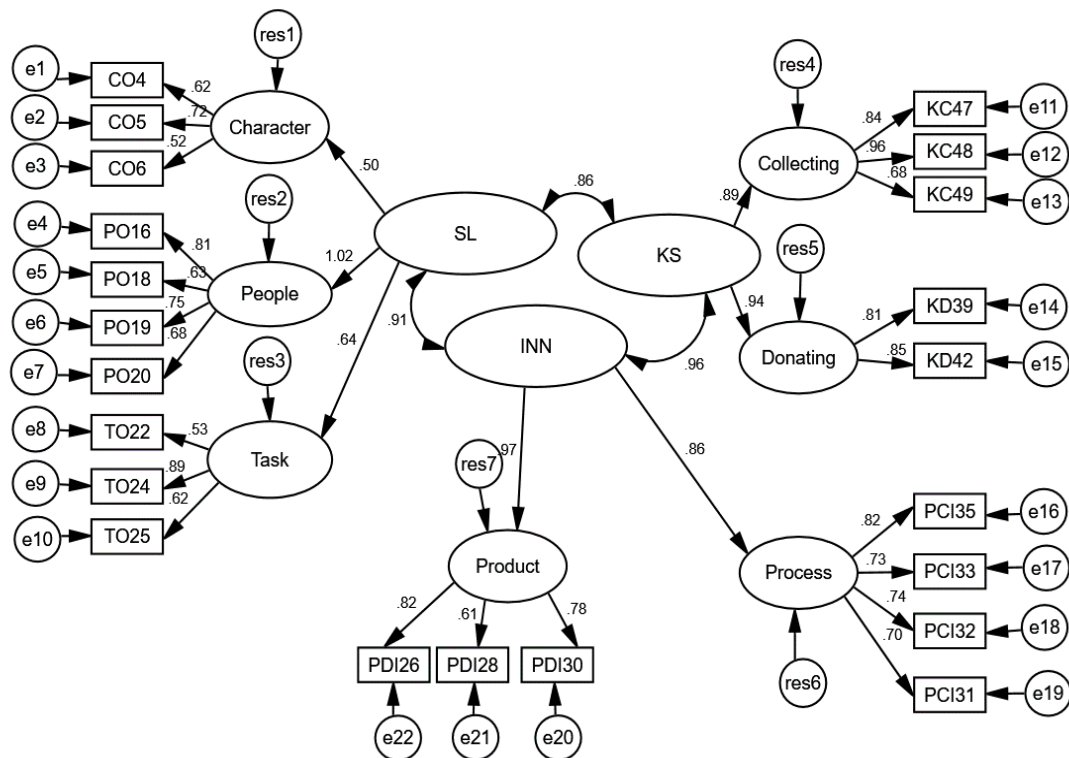 res1
e1
CO4
.62
e2
CO5
.72
Character
e3
CO6
.52
.50
res2
e4
PO16
.81
e5
PO18
.63
People
1.02
e6
PO19
.75
e7
PO20
.68
res3
.64
e8
TO22
.53
e9
TO24
.89
Task
e10
TO25
.62
SL
.86
KS
.91
INN
.96
res4
Collecting
.89
.84
KC47
e11
.96
KC48
e12
.68
KC49
e13
res5
.94
Donating
.81
KD39
e14
.85
KD42
e15
res7
.97
.86
Product
.82
.61
.78
PDI26
PDI28
PDI30
e22
e21
e20
Process
res6
.82
PCI35
e16
.73
PCI33
e17
.74
PCI32
e18
.70
PCI31
e19